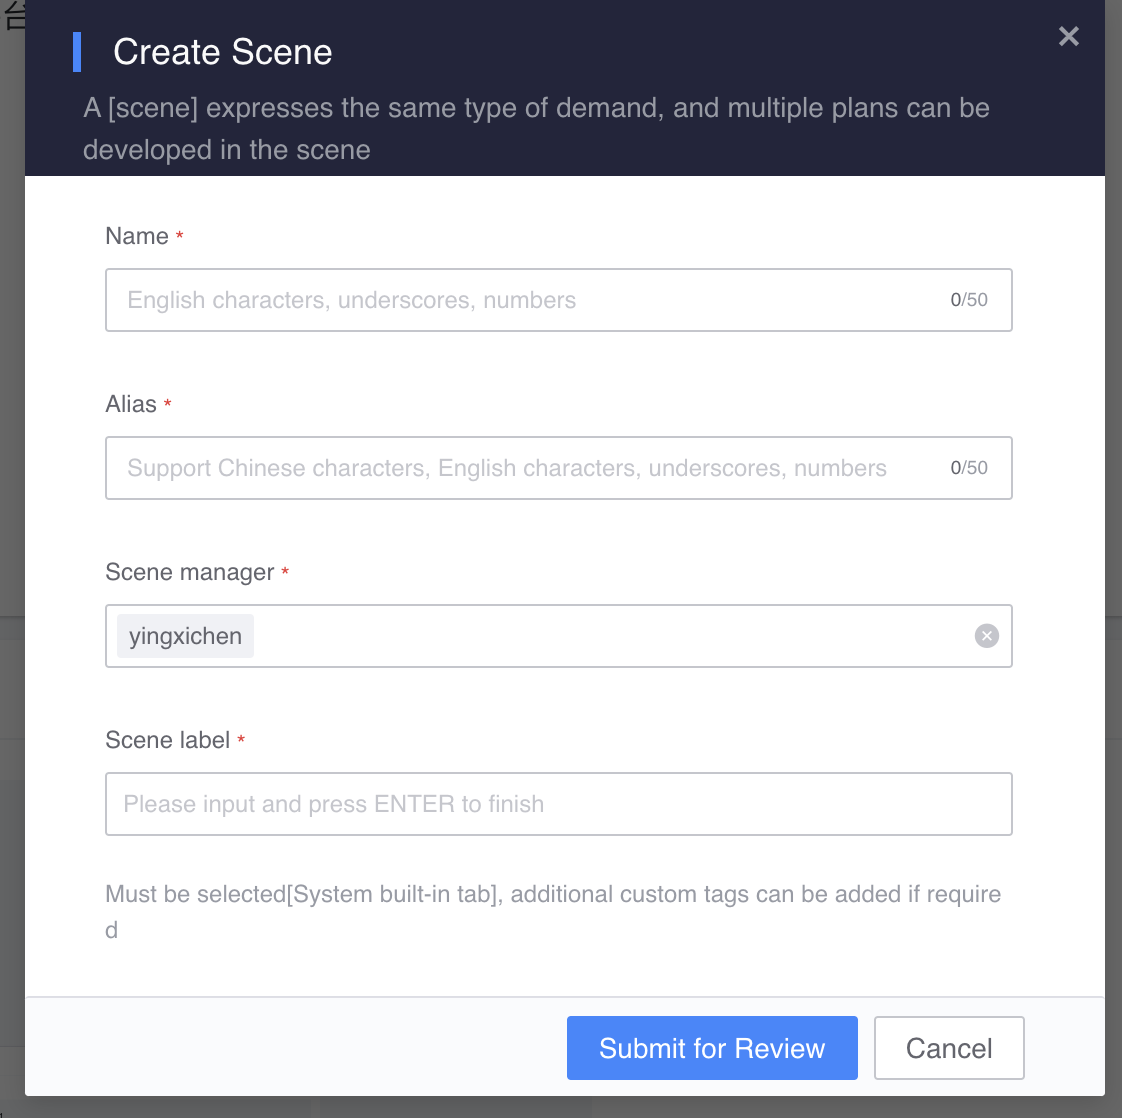 台
Create Scene
A [scene] expresses the same type of demand, and multiple plans can be
developed in the scene
Name *
English characters, underscores, numbers 0/50
Alias *
Support Chinese characters, English characters, underscores, numbers 0/50
Scene manager *
yingxichen
Scene label *
Please input and press ENTER to finish
Must be selected[System built-in tab], additional custom tags can be added if require
d
Submit for Review Cancel